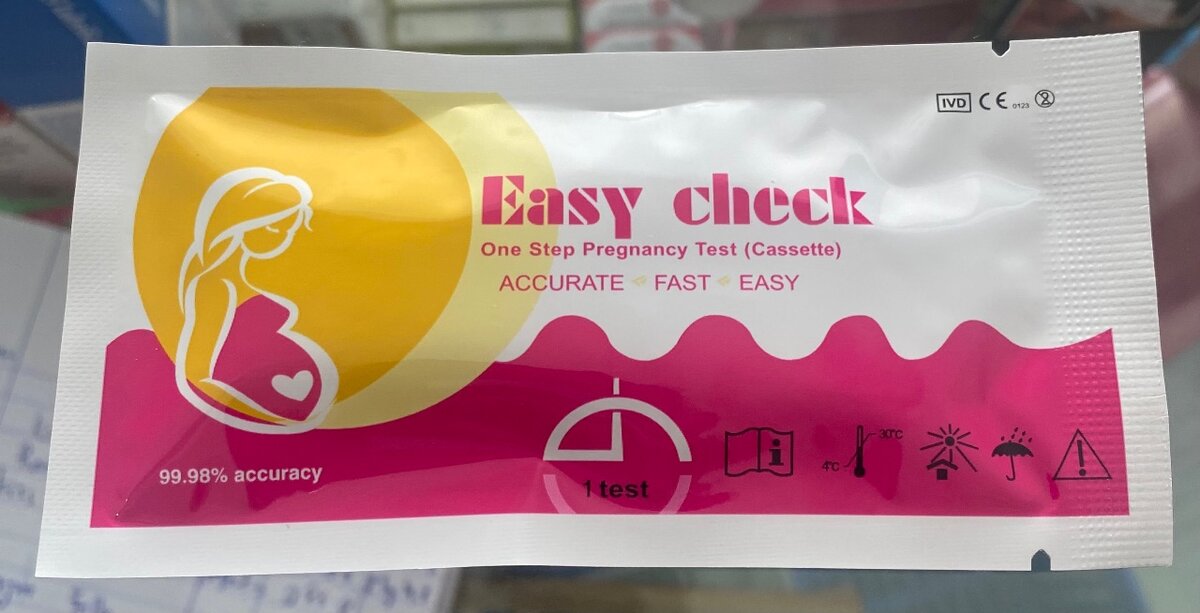 IVD CE 0123
Easy check
One Step Pregnancy Test (Cassette)
ACCURATE FAST EASY
30°C
4°C
99.98% accuracy
1 test